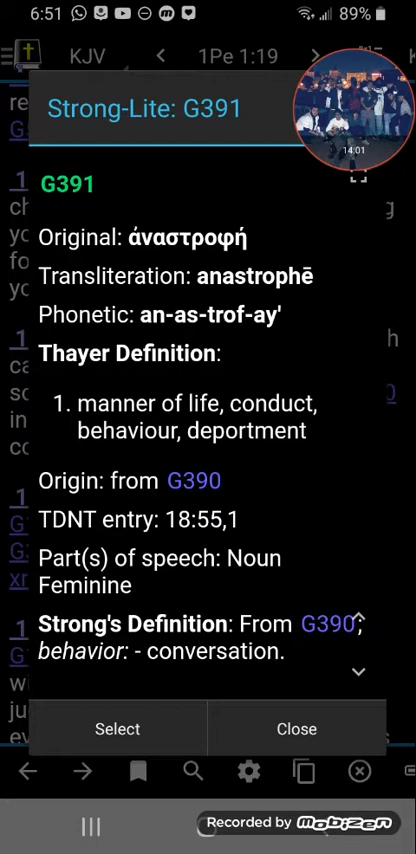 6:51
89%
KJV
1Pe 1:19
Strong-Lite: G391
14:01
G391
Original: ἀναστροφή
Transliteration: anastrophē
Phonetic: an-as-trof-ay'
Thayer Definition:
1. manner of life, conduct,
behaviour, deportment
Origin: from G390
TDNT entry: 18:55,1
Part(s) of speech: Noun
Feminine
Strong's Definition: From G390;
behavior: - conversation.
Select
Close
Recorded by mobizen